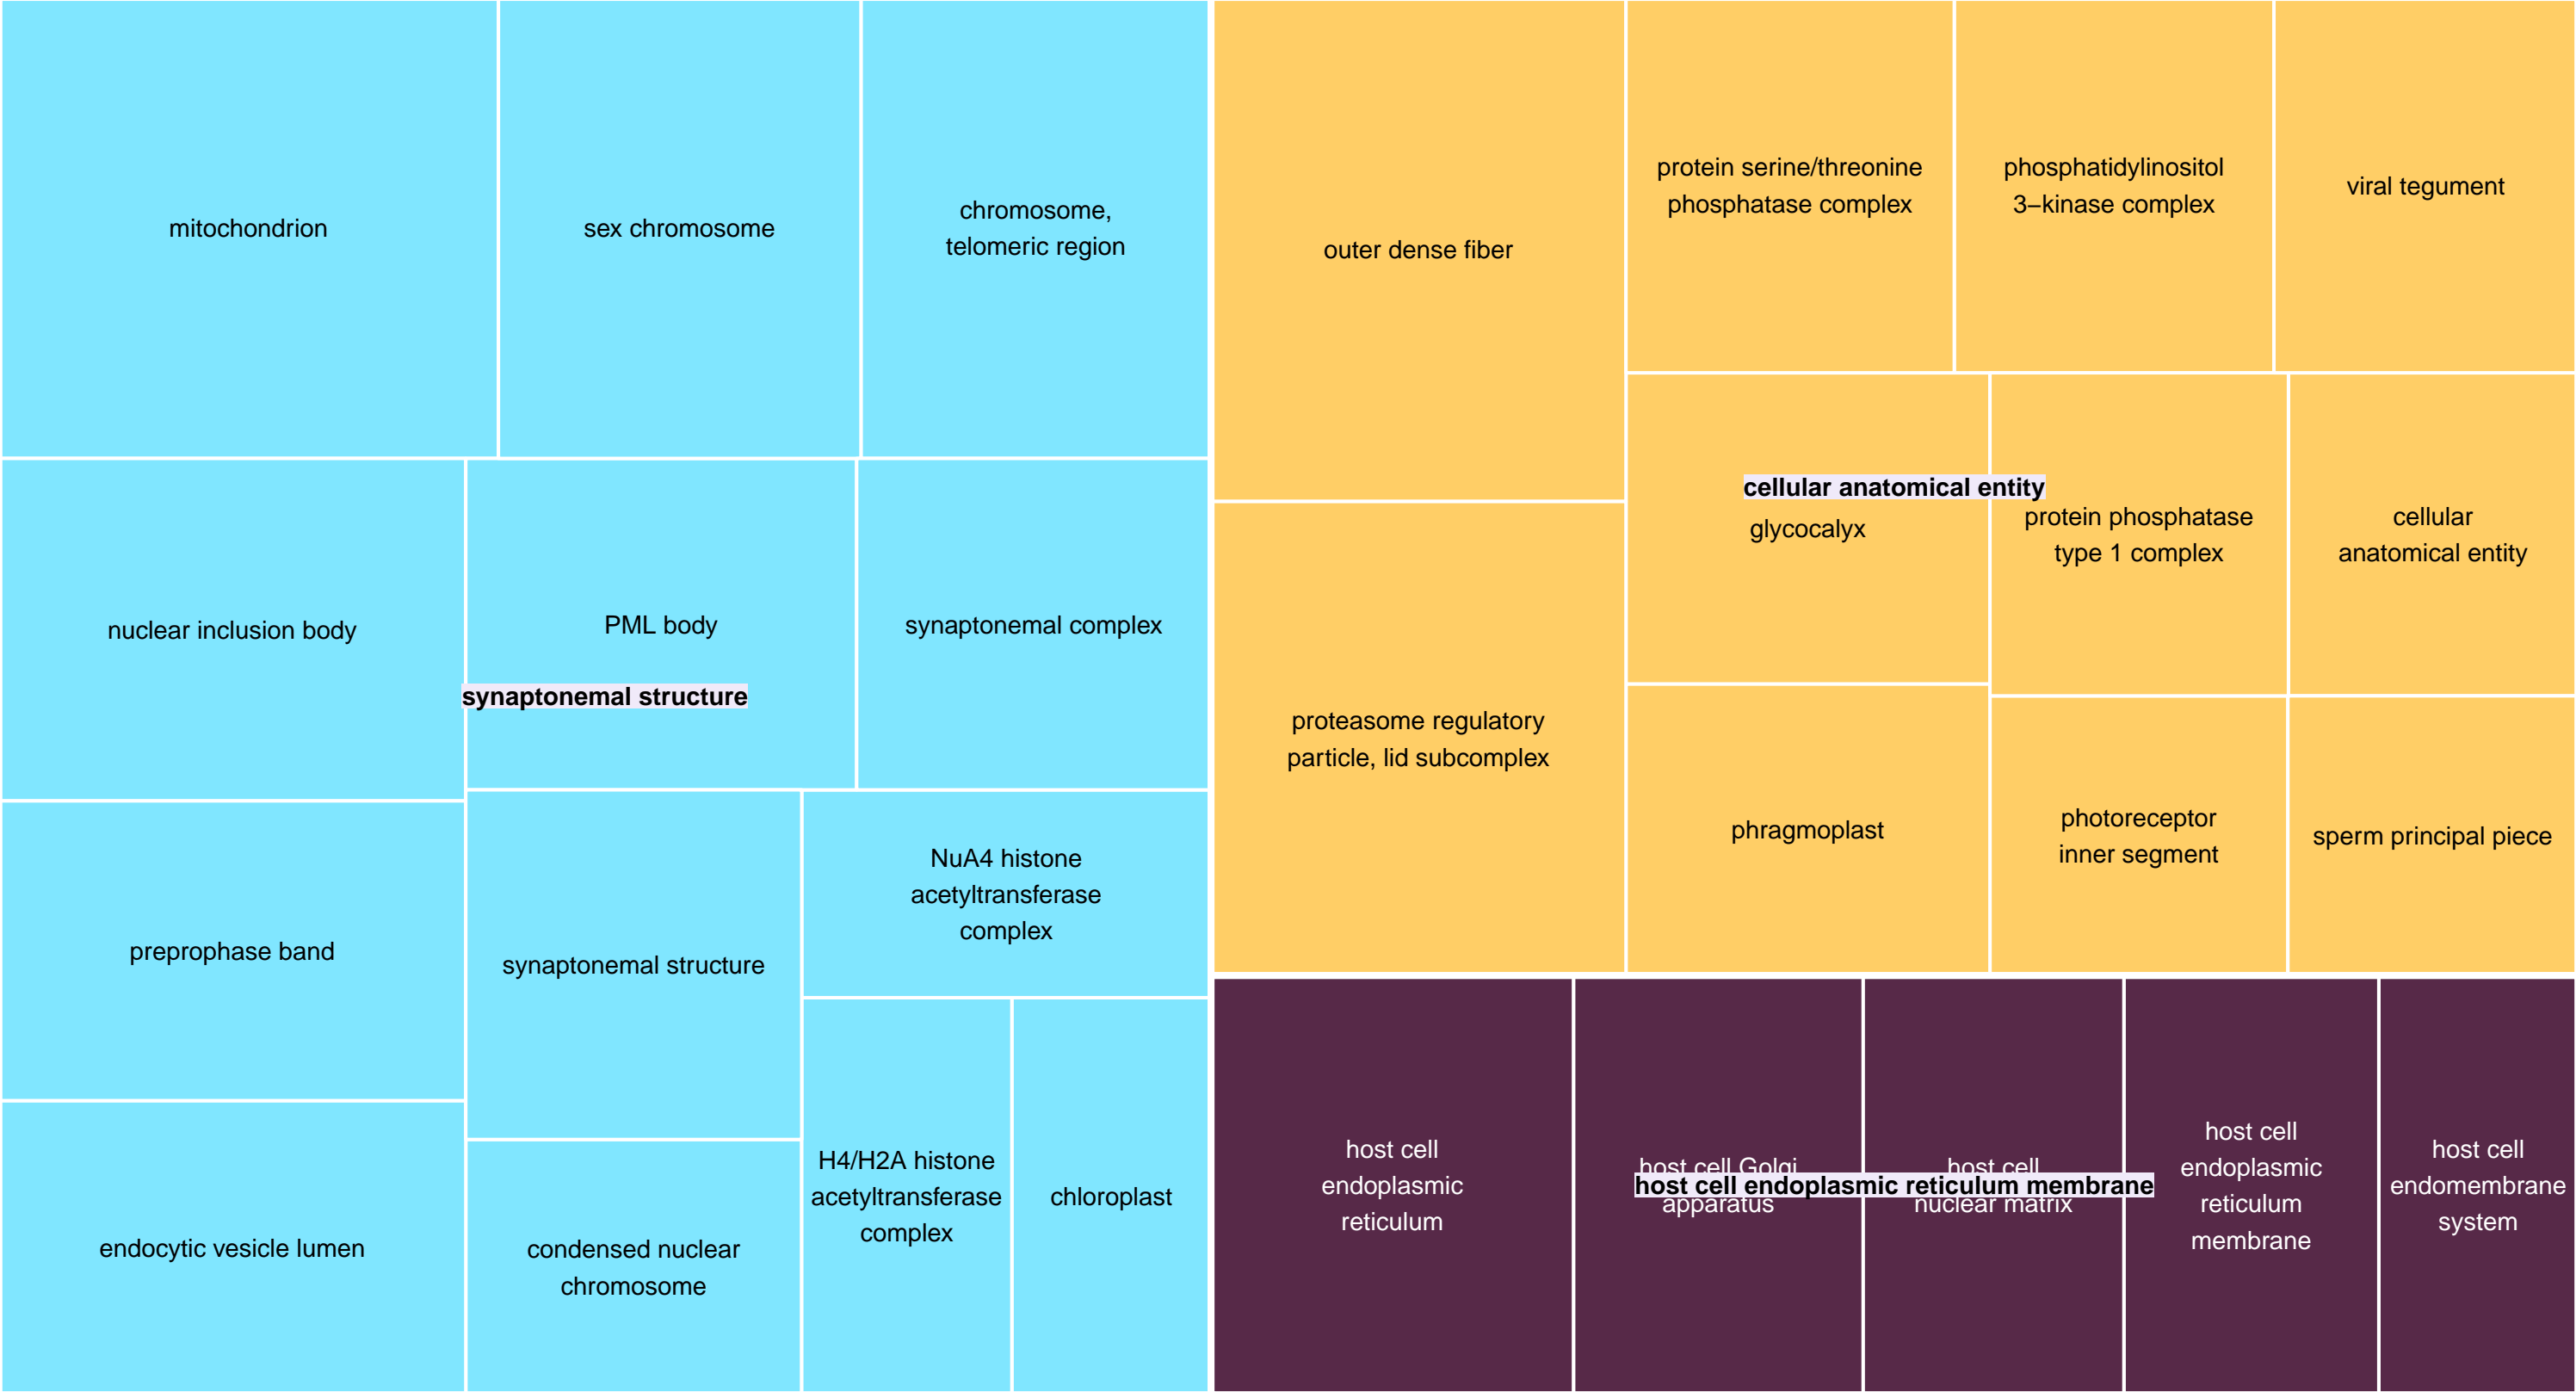 mitochondrion
sex chromosome
chromosome,
telomeric region
nuclear inclusion body
PML body
synaptonemal complex
synaptonemal structure
preprophase band
synaptonemal structure
NuA4 histone
acetyltransferase
complex
endocytic vesicle lumen
condensed nuclear
chromosome
H4/H2A histone
acetyltransferase
complex
chloroplast
outer dense fiber
protein serine/threonine
phosphatase complex
phosphatidylinositol
3−kinase complex
viral tegument
cellular anatomical entity
glycocalyx
protein phosphatase
type 1 complex
cellular
anatomical entity
proteasome regulatory
particle, lid subcomplex
phragmoplast
photoreceptor
inner segment
sperm principal piece
host cell
endoplasmic
reticulum
host cell Golgi
apparatus
host cell
nuclear matrix
host cell endoplasmic reticulum membrane
host cell
endoplasmic
reticulum
membrane
host cell
endomembrane
system